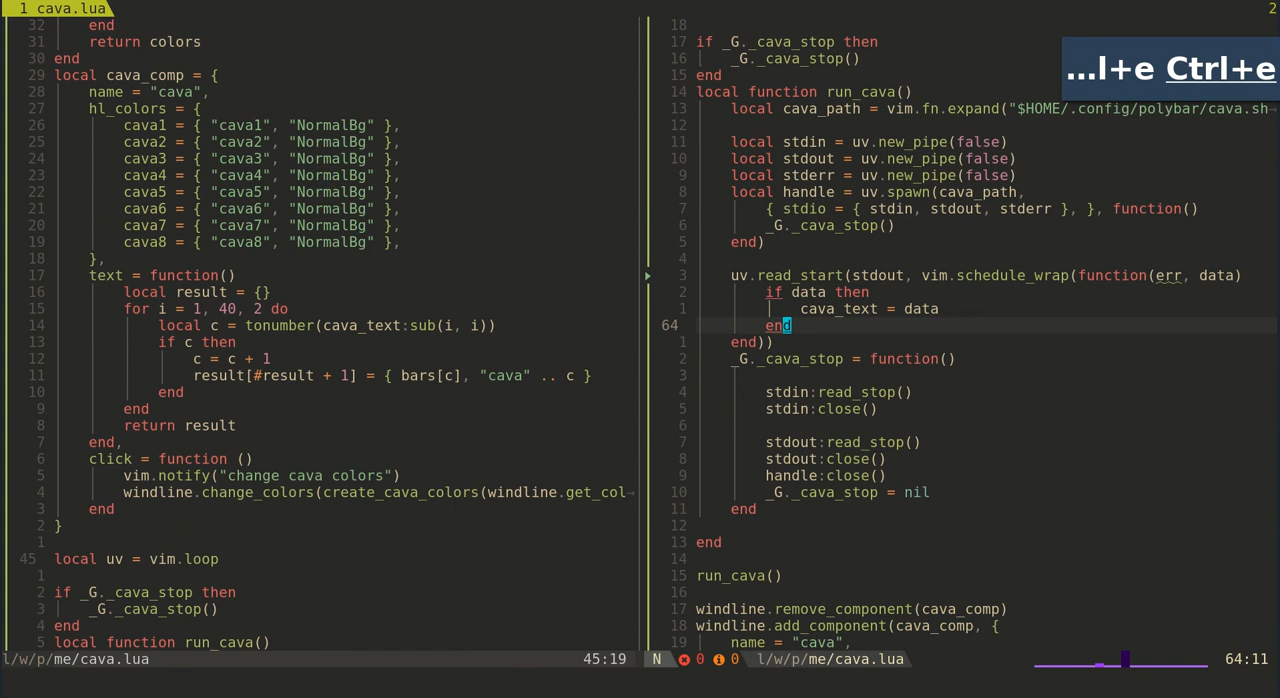 1 cava.lua
2
32 end
31 return colors
30 end
29 local cava_comp = {
28 name = "cava",
27 hl_colors = {
26 cava1 = { "cava1", "NormalBg" },
25 cava2 = { "cava2", "NormalBg" },
24 cava3 = { "cava3", "NormalBg" },
23 cava4 = { "cava4", "NormalBg" },
22 cava5 = { "cava5", "NormalBg" },
21 cava6 = { "cava6", "NormalBg" },
20 cava7 = { "cava7", "NormalBg" },
19 cava8 = { "cava8", "NormalBg" },
18 },
17 text = function()
16 local result = {}
15 for i = 1, 40, 2 do
14 local c = tonumber(cava_text:sub(i, i))
13 if c then
12 c = c + 1
11 result[#result + 1] = { bars[c], "cava" .. c }
10 end
9 end
8 return result
7 end,
6 click = function ()
5 vim.notify("change cava colors")
4 windline.change_colors(create_cava_colors(windline.get_col→
3 end
2 }
1
45 local uv = vim.loop
1
2 if _G._cava_stop then
3 _G._cava_stop()
4 end
5 local function run_cava()
l/w/p/me/cava.lua 45:19
18
17 if _G._cava_stop then
16 _G._cava_stop()
15 end
14 local function run_cava()
13 local cava_path = vim.fn.expand("$HOME/.config/polybar/cava.sh→
12
11 local stdin = uv.new_pipe(false)
10 local stdout = uv.new_pipe(false)
9 local stderr = uv.new_pipe(false)
8 local handle = uv.spawn(cava_path,
7 { stdio = { stdin, stdout, stderr }, }, function()
6 _G._cava_stop()
5 end)
4
3 uv.read_start(stdout, vim.schedule_wrap(function(err, data)
2 if data then
1 cava_text = data
64 end
1 end))
2 _G._cava_stop = function()
3
4 stdin:read_stop()
5 stdin:close()
6
7 stdout:read_stop()
8 stdout:close()
9 handle:close()
10 _G._cava_stop = nil
11 end
12
13 end
14
15 run_cava()
16
17 windline.remove_component(cava_comp)
18 windline.add_component(cava_comp, {
19 name = "cava",
N 0 0 l/w/p/me/cava.lua 64:11
…l+e Ctrl+e